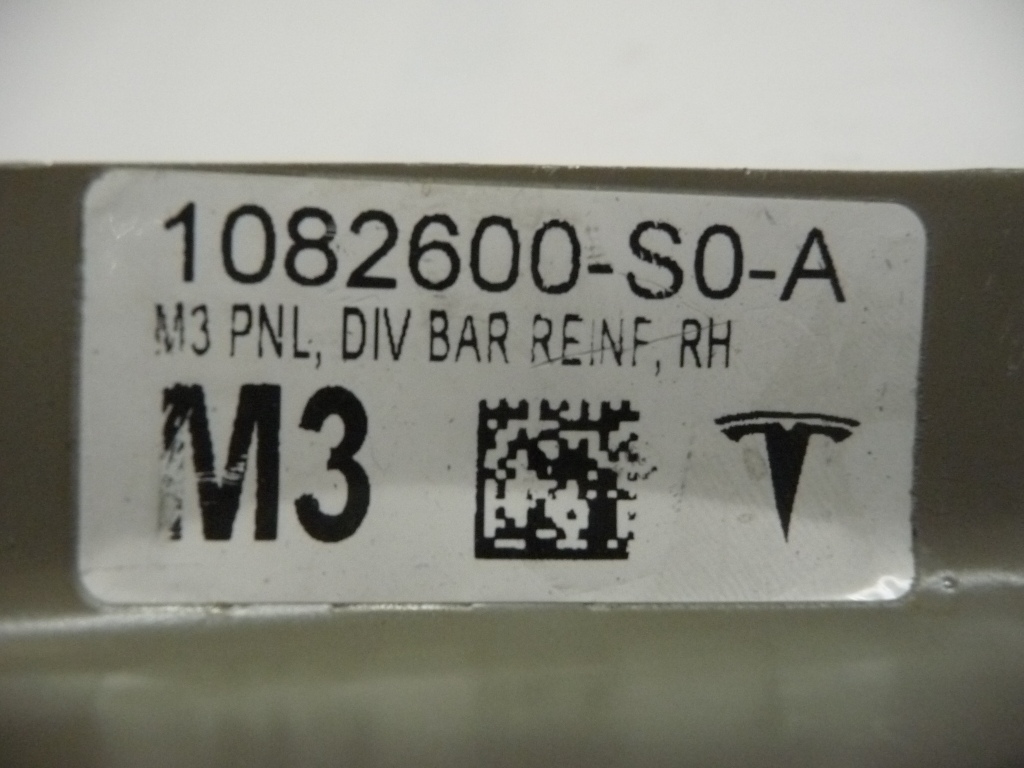 1082600-S0-A
M3 PNL, DIV BAR REINF, RH
M3